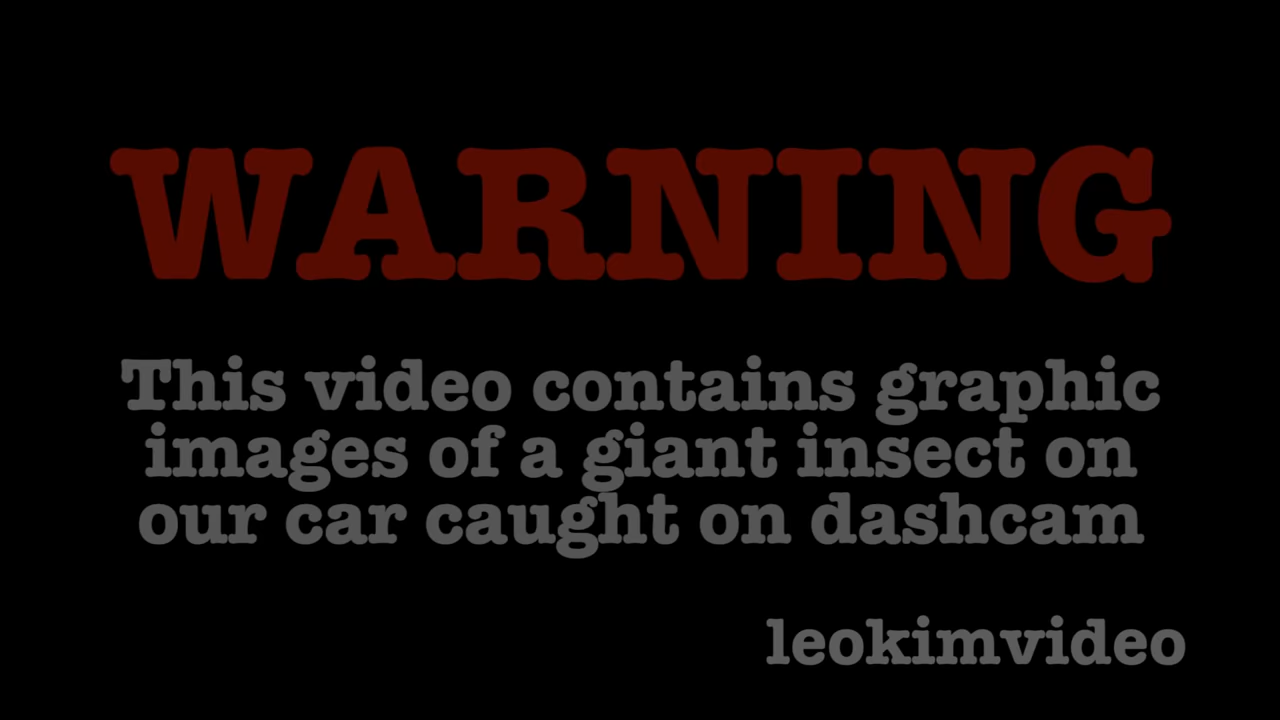 WARNING
This video contains graphic
images of a giant insect on
our car caught on dashcam
leokimvideo